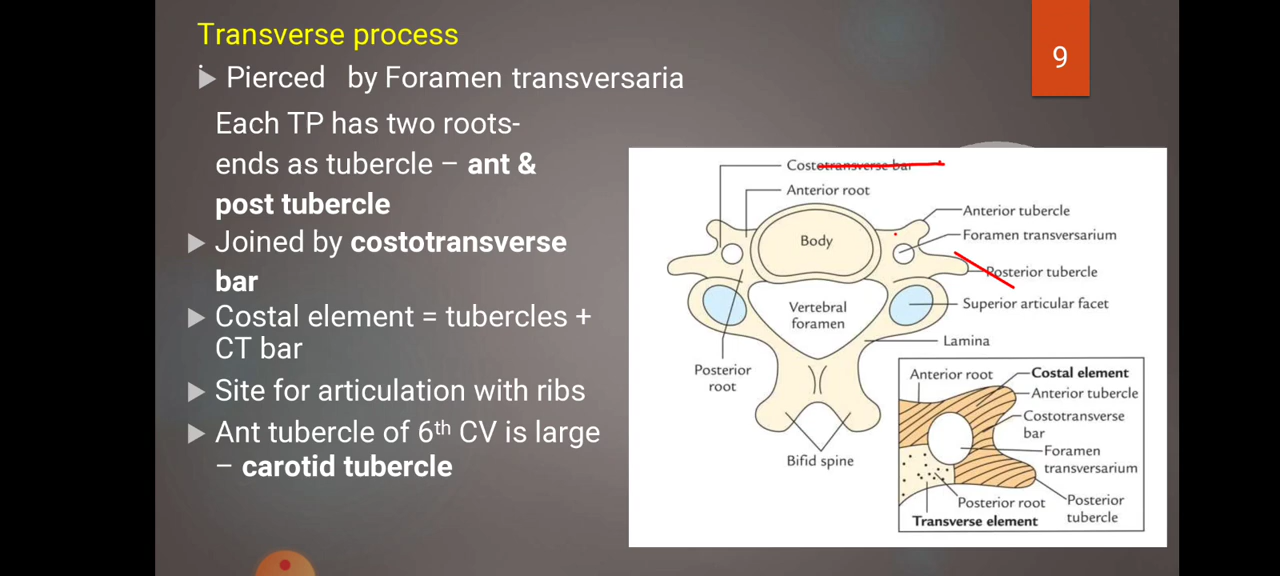 Transverse process
9
Pierced by Foramen transversaria
Each TP has two roots-
ends as tubercle – ant &
post tubercle
Joined by costotransverse
bar
Costal element = tubercles +
CT bar
Site for articulation with ribs
Ant tubercle of 6th CV is large
– carotid tubercle
Costotransverse bar
Anterior root
Body
Anterior tubercle
Foramen transversarium
Posterior tubercle
Vertebral
foramen
Superior articular facet
Lamina
Posterior
root
Bifid spine
Anterior root
Costal element
Anterior tubercle
Costotransverse
bar
Foramen
transversarium
Posterior root
Posterior
tubercle
Transverse element